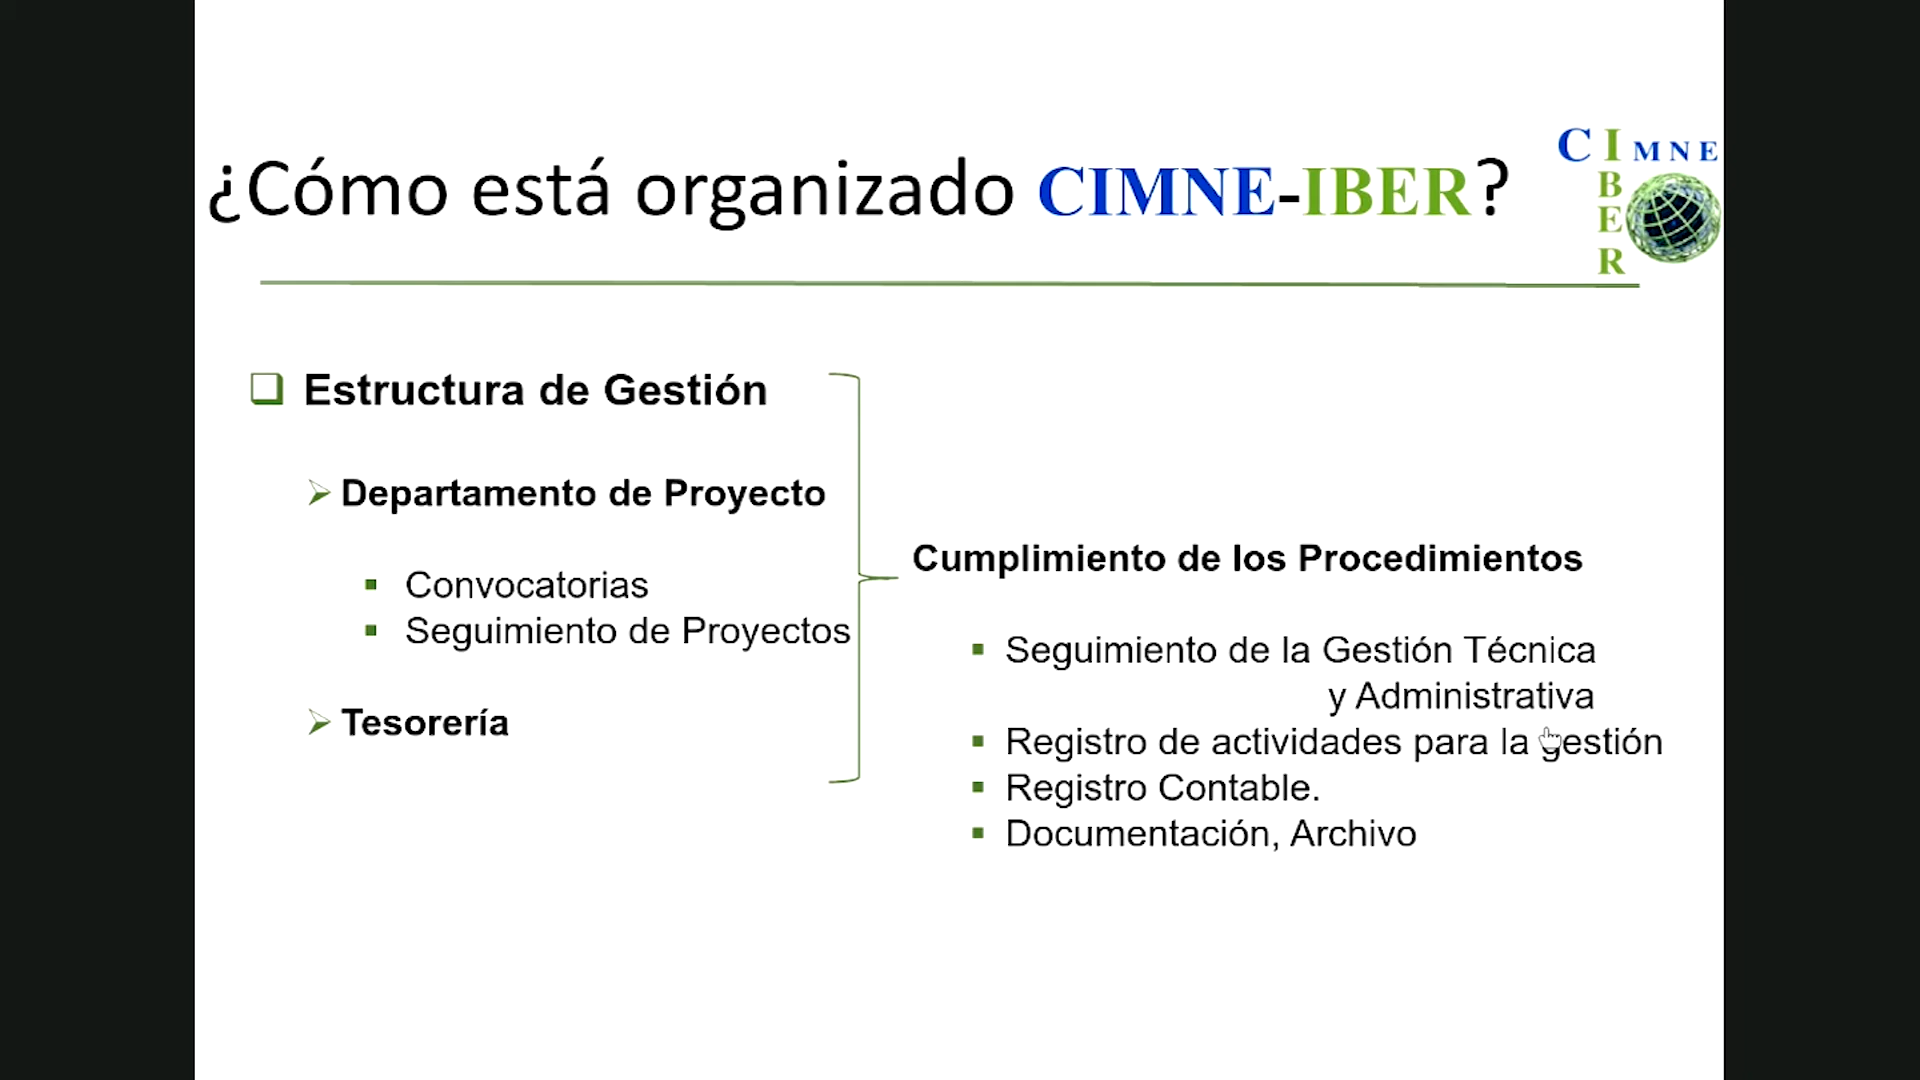 ¿Cómo está organizado CIMNE-IBER?
CIMNE
IBER
Estructura de Gestión
Departamento de Proyecto
Convocatorias
Seguimiento de Proyectos
Tesorería
Cumplimiento de los Procedimientos
Seguimiento de la Gestión Técnica
y Administrativa
Registro de actividades para la gestión
Registro Contable.
Documentación, Archivo